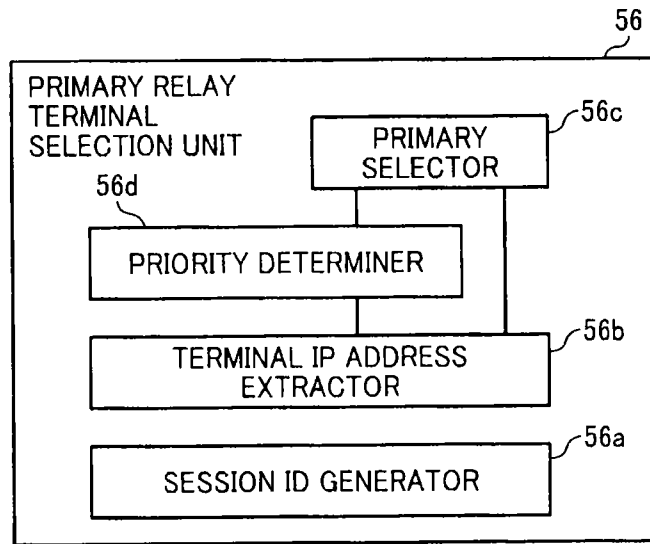 56
PRIMARY RELAY
TERMINAL
SELECTION UNIT
56c
PRIMARY
SELECTOR
56d
PRIORITY DETERMINER
56b
TERMINAL IP ADDRESS
EXTRACTOR
56a
SESSION ID GENERATOR